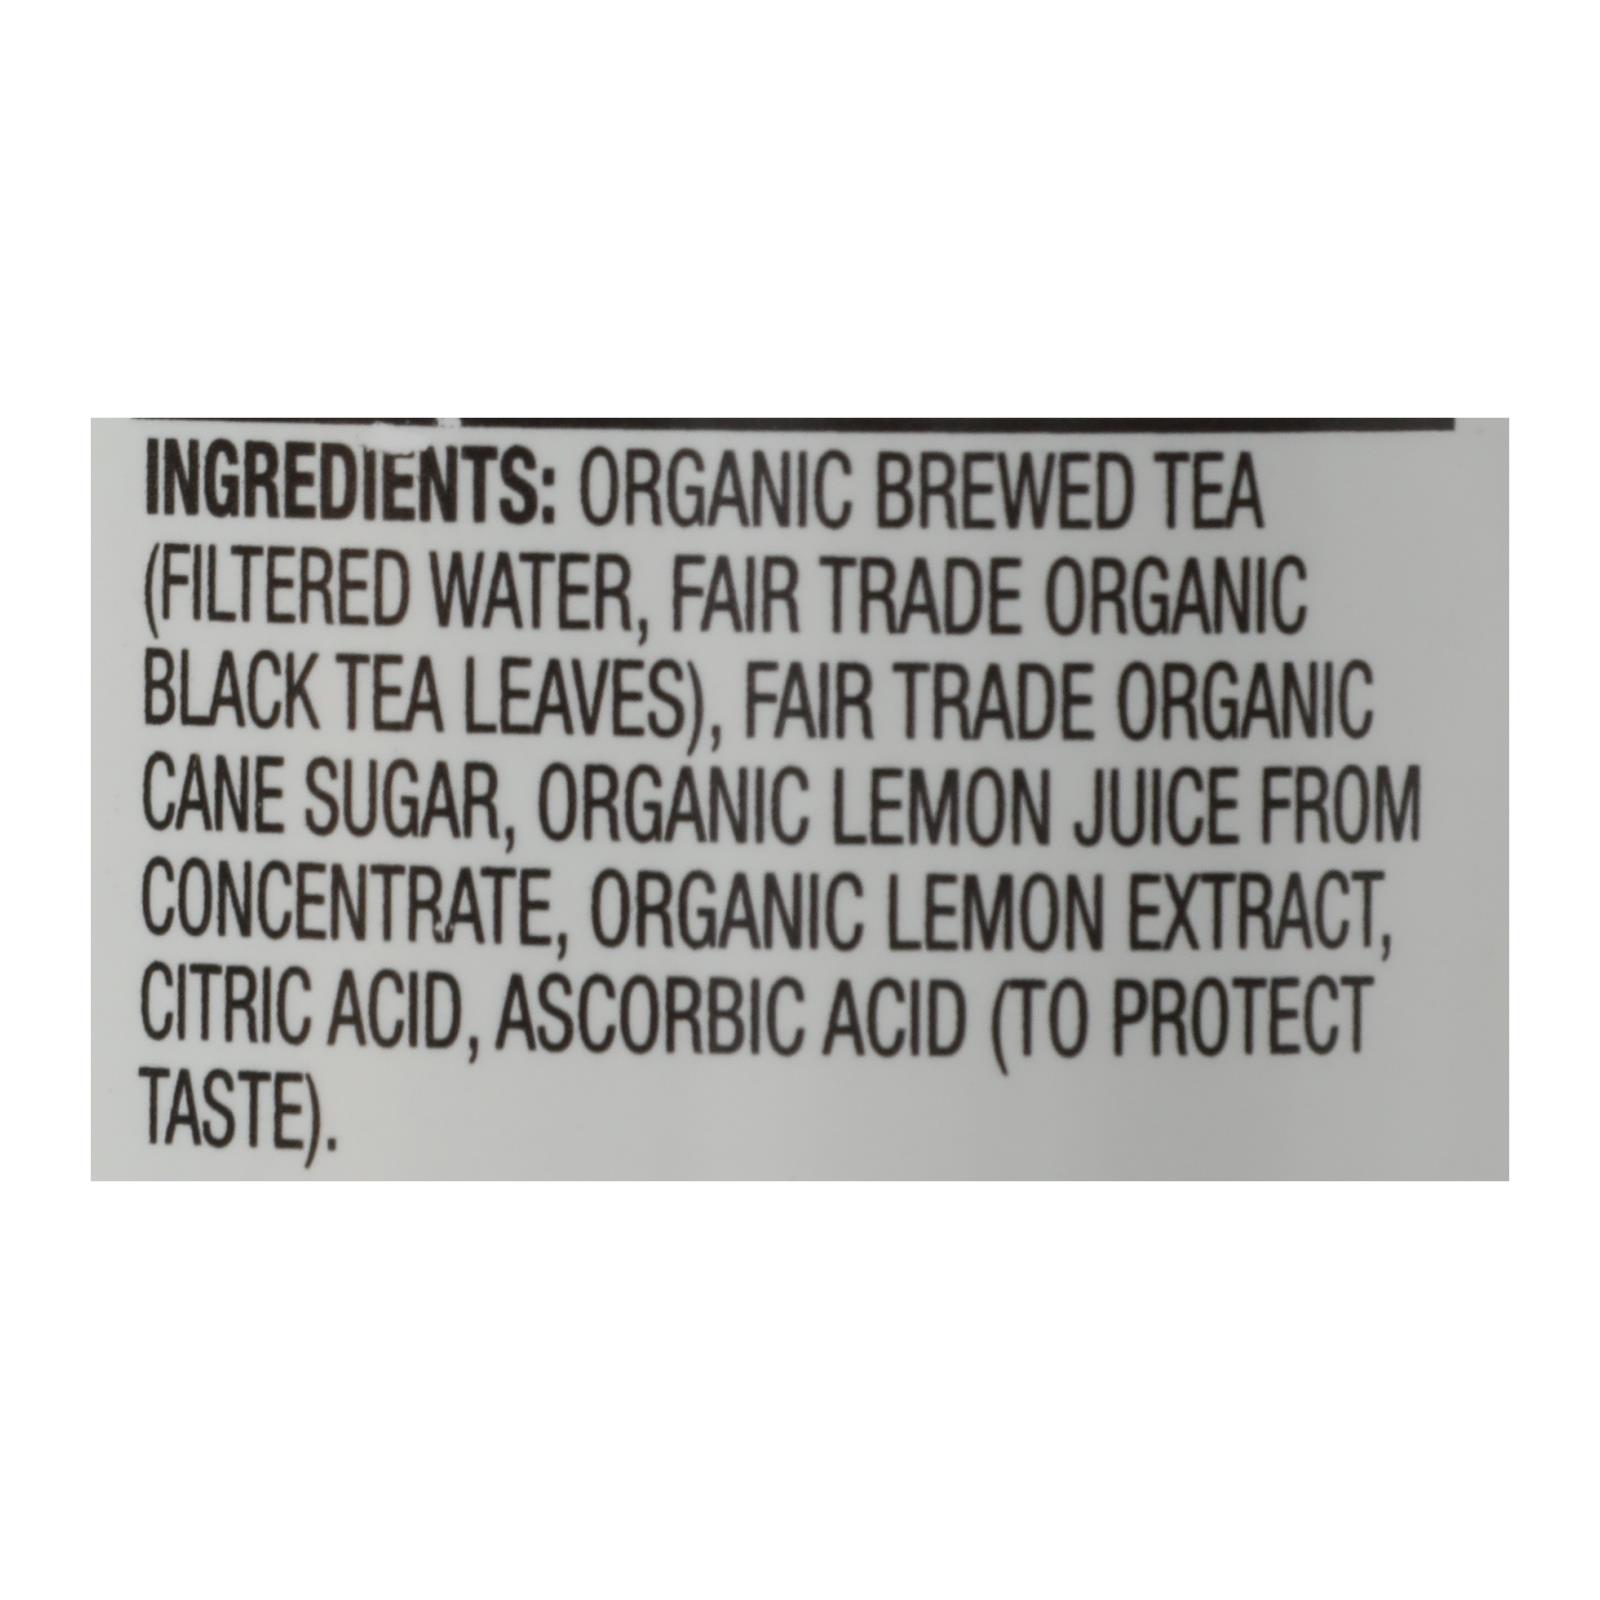 INGREDIENTS: ORGANIC BREWED TEA
(FILTERED WATER, FAIR TRADE ORGANIC
BLACK TEA LEAVES), FAIR TRADE ORGANIC
CANE SUGAR, ORGANIC LEMON JUICE FROM
CONCENTRATE, ORGANIC LEMON EXTRACT,
CITRIC ACID, ASCORBIC ACID (TO PROTECT
TASTE).